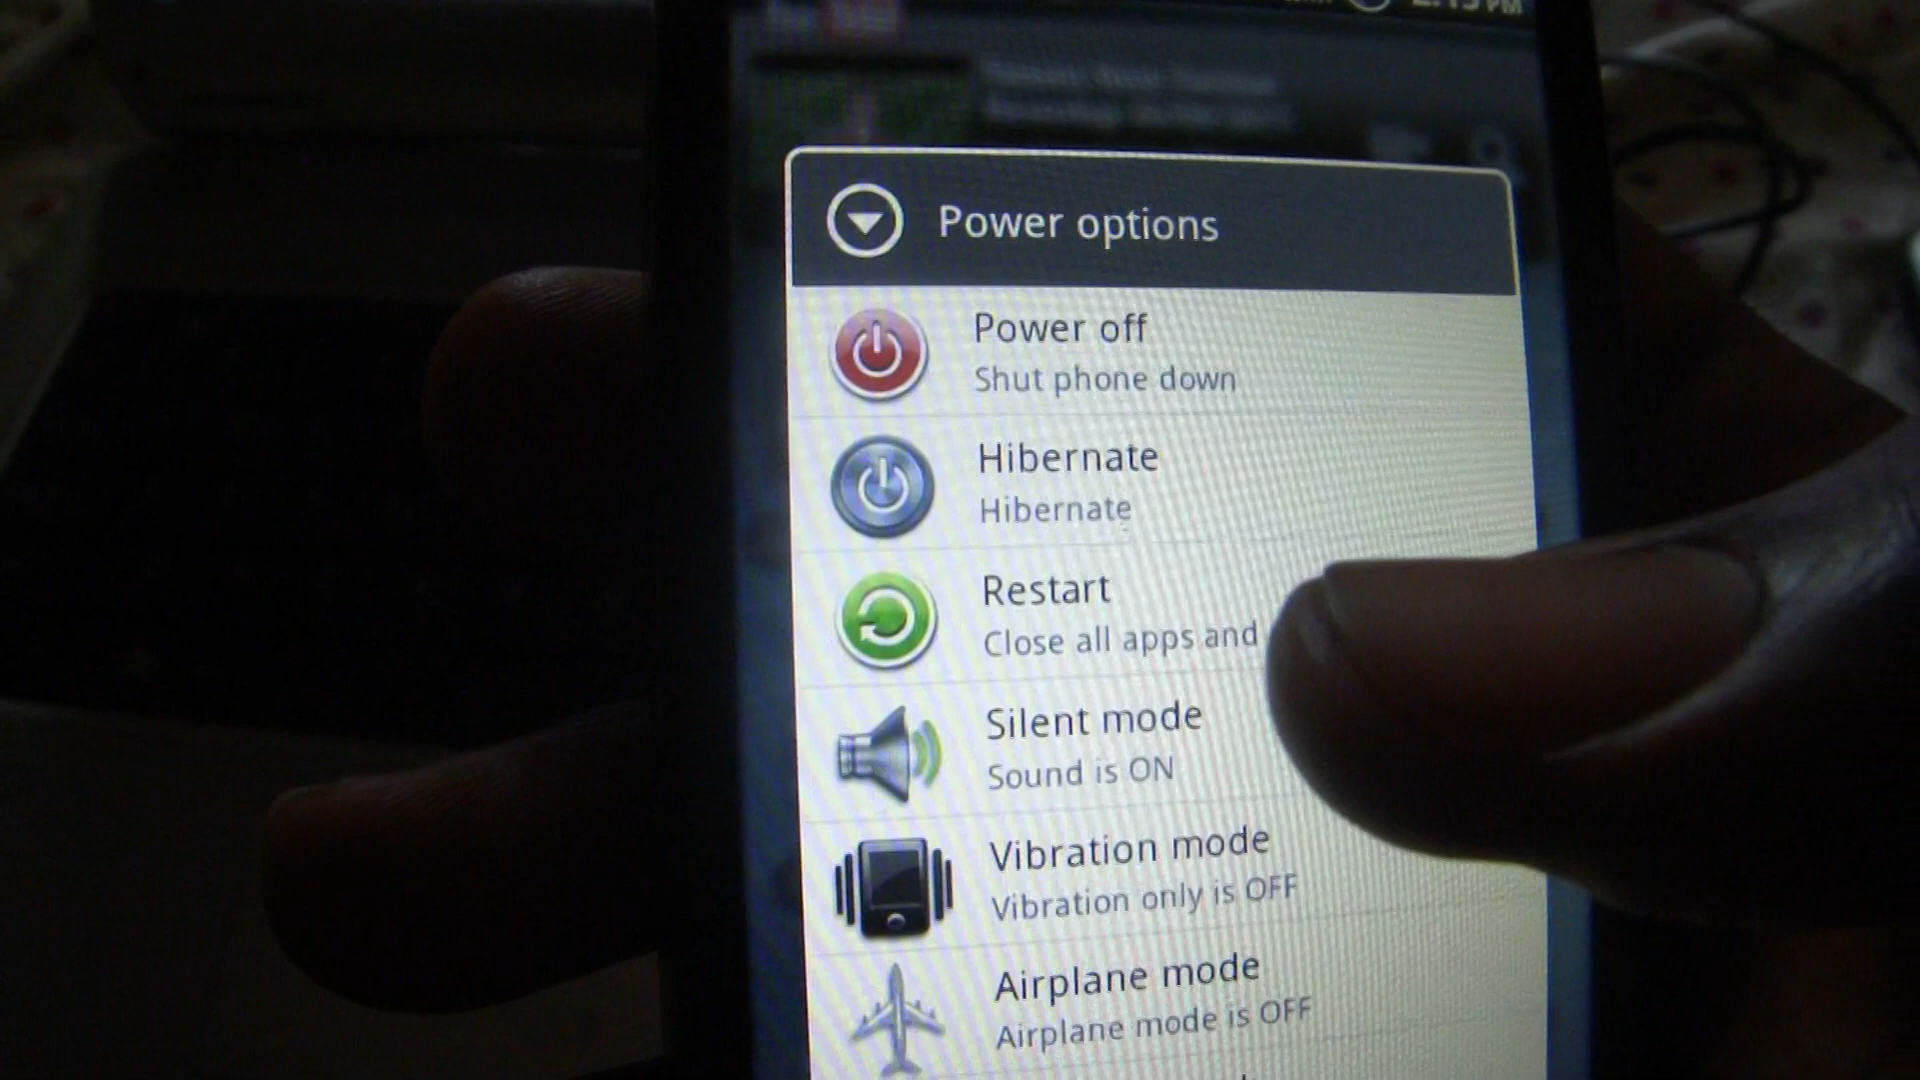 Power options
Power off
Shut phone down
Hibernate
Hibernate
Restart
Close all apps and
Silent mode
Sound is ON
Vibration mode
Vibration only is OFF
Airplane mode
Airplane mode is OFF